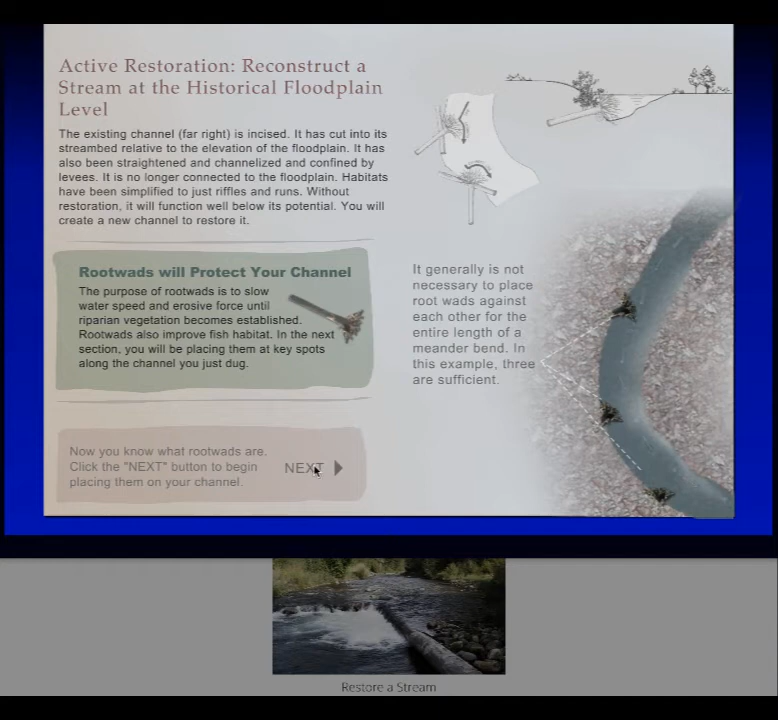 Active Restoration: Reconstruct a
Stream at the Historical Floodplain
Level
The existing channel (far right) is incised. It has cut into its
streambed relative to the elevation of the floodplain. It has
also been straightened and channelized and confined by
levees. It is no longer connected to the floodplain. Habitats
have been simplified to just riffles and runs. Without
restoration, it will function well below its potential. You will
create a new channel to restore it.
Rootwads will Protect Your Channel
The purpose of rootwads is to slow
water speed and erosive force until
riparian vegetation becomes established.
Rootwads also improve fish habitat. In the next
section, you will be placing them at key spots
along the channel you just dug.
It generally is not
necessary to place
root wads against
each other for the
entire length of a
meander bend. In
this example, three
are sufficient.
Now you know what rootwads are.
Click the "NEXT" button to begin
placing them on your channel.
NEXT
Restore a Stream